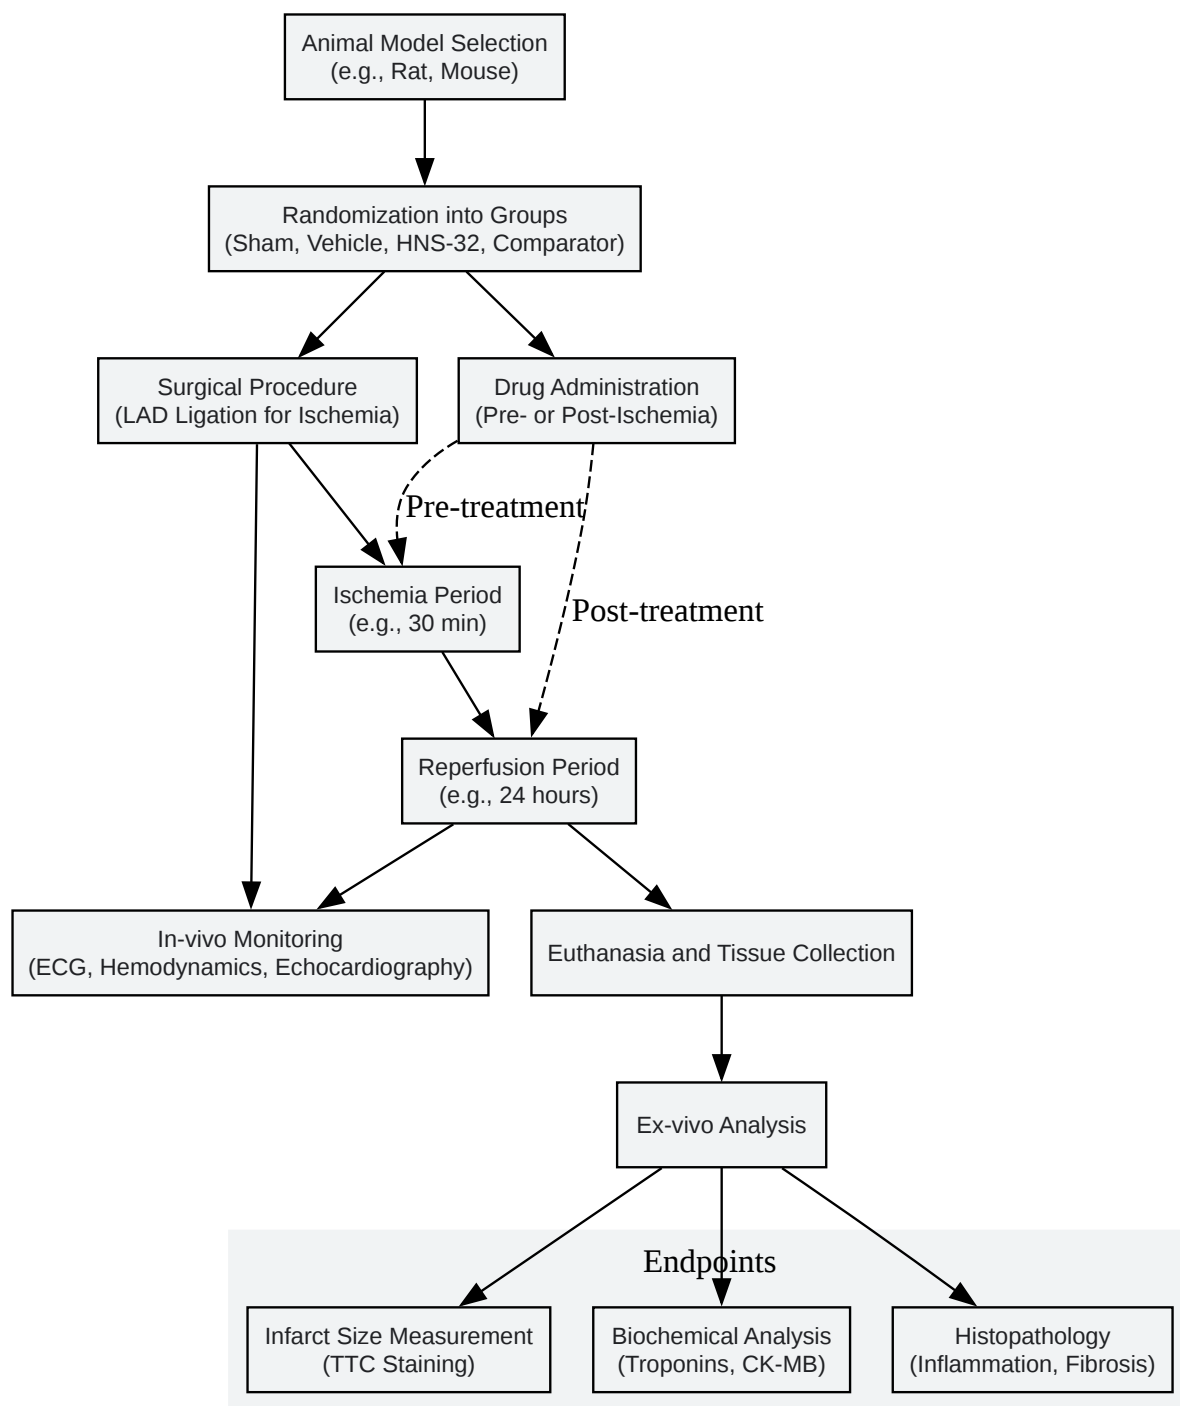 Animal Model Selection
(e.g., Rat, Mouse)
Randomization into Groups
(Sham, Vehicle, HNS-32, Comparator)
Surgical Procedure
(LAD Ligation for Ischemia)
Drug Administration
(Pre- or Post-Ischemia)
Pre-treatment
Ischemia Period
(e.g., 30 min)
Post-treatment
Reperfusion Period
(e.g., 24 hours)
In-vivo Monitoring
(ECG, Hemodynamics, Echocardiography)
Euthanasia and Tissue Collection
Ex-vivo Analysis
Endpoints
Infarct Size Measurement
(TTC Staining)
Biochemical Analysis
(Troponins, CK-MB)
Histopathology
(Inflammation, Fibrosis)